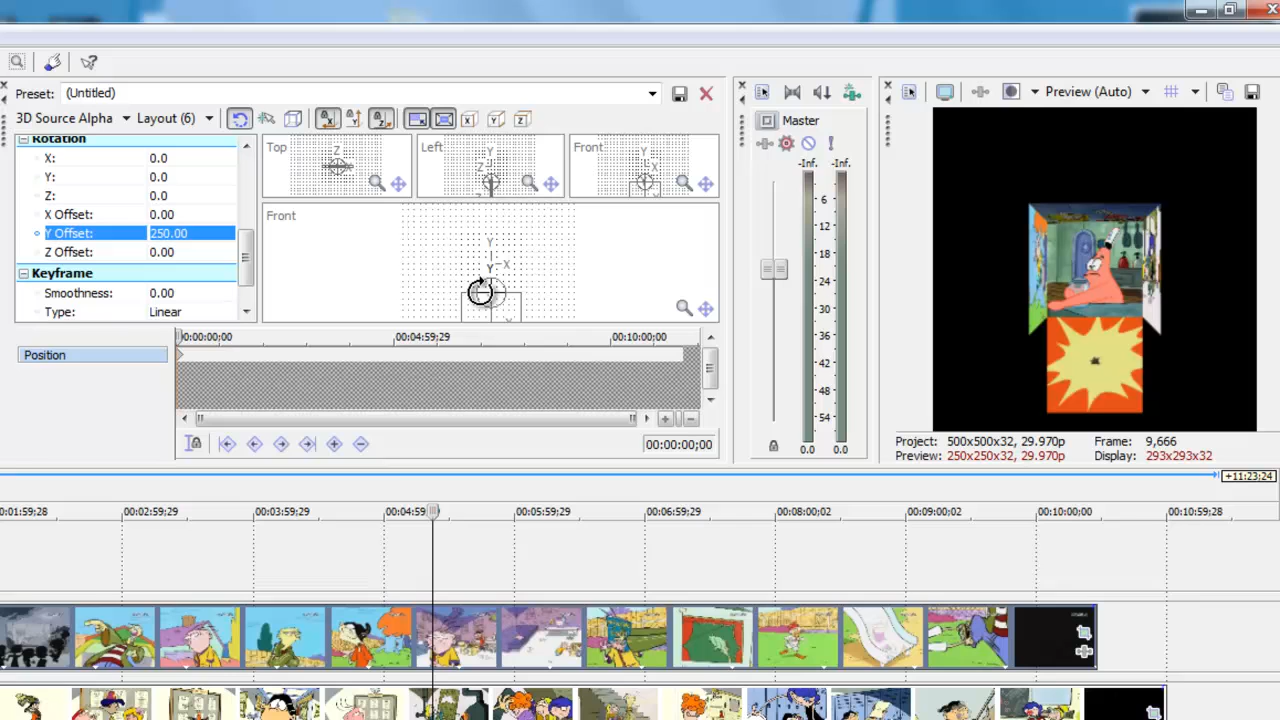 Preset: (Untitled)
3D Source Alpha Layout (6)
Rotation
X: 0.0
Y: 0.0
Z: 0.0
X Offset: 0.00
Y Offset: 250.00
Z Offset: 0.00
Keyframe
Smoothness: 0.00
Type: Linear
Top Z
Left Y Z
Front Y X
Front
Y
Y X
Position
00:00:00;00 00:04:59;29 00:10:00;00
00:00:00;00
Master
-Inf. -Inf.
6
12
18
24
30
36
42
48
54
0.0 0.0
Preview (Auto)
Project: 500x500x32, 29.970p Frame: 9,666
Preview: 250x250x32, 29.970p Display: 293x293x32
+11:23:24
0:01:59;28 00:02:59;29 00:03:59;29 00:04:59;29 00:05:59;29 00:06:59;29 00:08:00;02 00:09:00;02 00:10:00;00 00:10:59;28